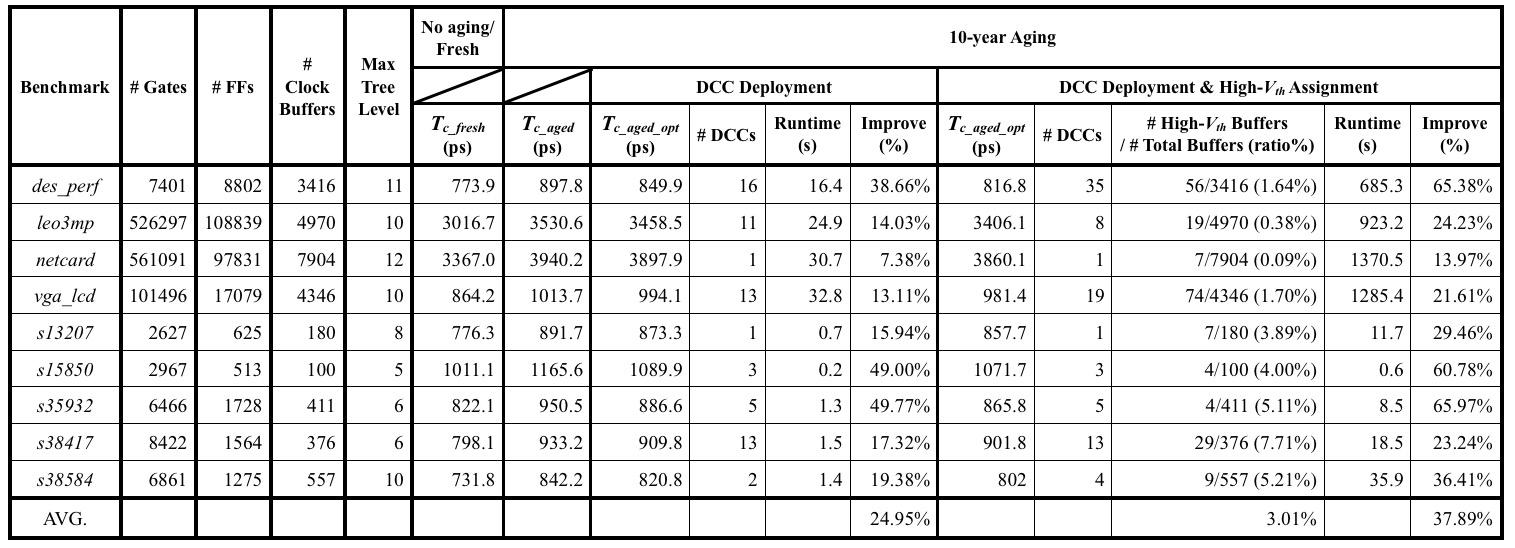 No aging/ Fresh 10-year Aging
Benchmark # Gates # FFs # Clock Buffers Max Tree Level DCC Deployment DCC Deployment & High-Vth Assignment
Tc_fresh (ps) Tc_aged (ps) Tc_aged_opt (ps) # DCCs Runtime (s) Improve (%) Tc_aged_opt (ps) # DCCs # High-Vth Buffers / # Total Buffers (ratio%) Runtime (s) Improve (%)
des_perf 7401 8802 3416 11 773.9 897.8 849.9 16 16.4 38.66% 816.8 35 56/3416 (1.64%) 685.3 65.38%
leo3mp 526297 108839 4970 10 3016.7 3530.6 3458.5 11 24.9 14.03% 3406.1 8 19/4970 (0.38%) 923.2 24.23%
netcard 561091 97831 7904 12 3367.0 3940.2 3897.9 1 30.7 7.38% 3860.1 1 7/7904 (0.09%) 1370.5 13.97%
vga_lcd 101496 17079 4346 10 864.2 1013.7 994.1 13 32.8 13.11% 981.4 19 74/4346 (1.70%) 1285.4 21.61%
s13207 2627 625 180 8 776.3 891.7 873.3 1 0.7 15.94% 857.7 1 7/180 (3.89%) 11.7 29.46%
s15850 2967 513 100 5 1011.1 1165.6 1089.9 3 0.2 49.00% 1071.7 3 4/100 (4.00%) 0.6 60.78%
s35932 6466 1728 411 6 822.1 950.5 886.6 5 1.3 49.77% 865.8 5 4/411 (5.11%) 8.5 65.97%
s38417 8422 1564 376 6 798.1 933.2 909.8 13 1.5 17.32% 901.8 13 29/376 (7.71%) 18.5 23.24%
s38584 6861 1275 557 10 731.8 842.2 820.8 2 1.4 19.38% 802 4 9/557 (5.21%) 35.9 36.41%
AVG. 24.95% 3.01% 37.89%